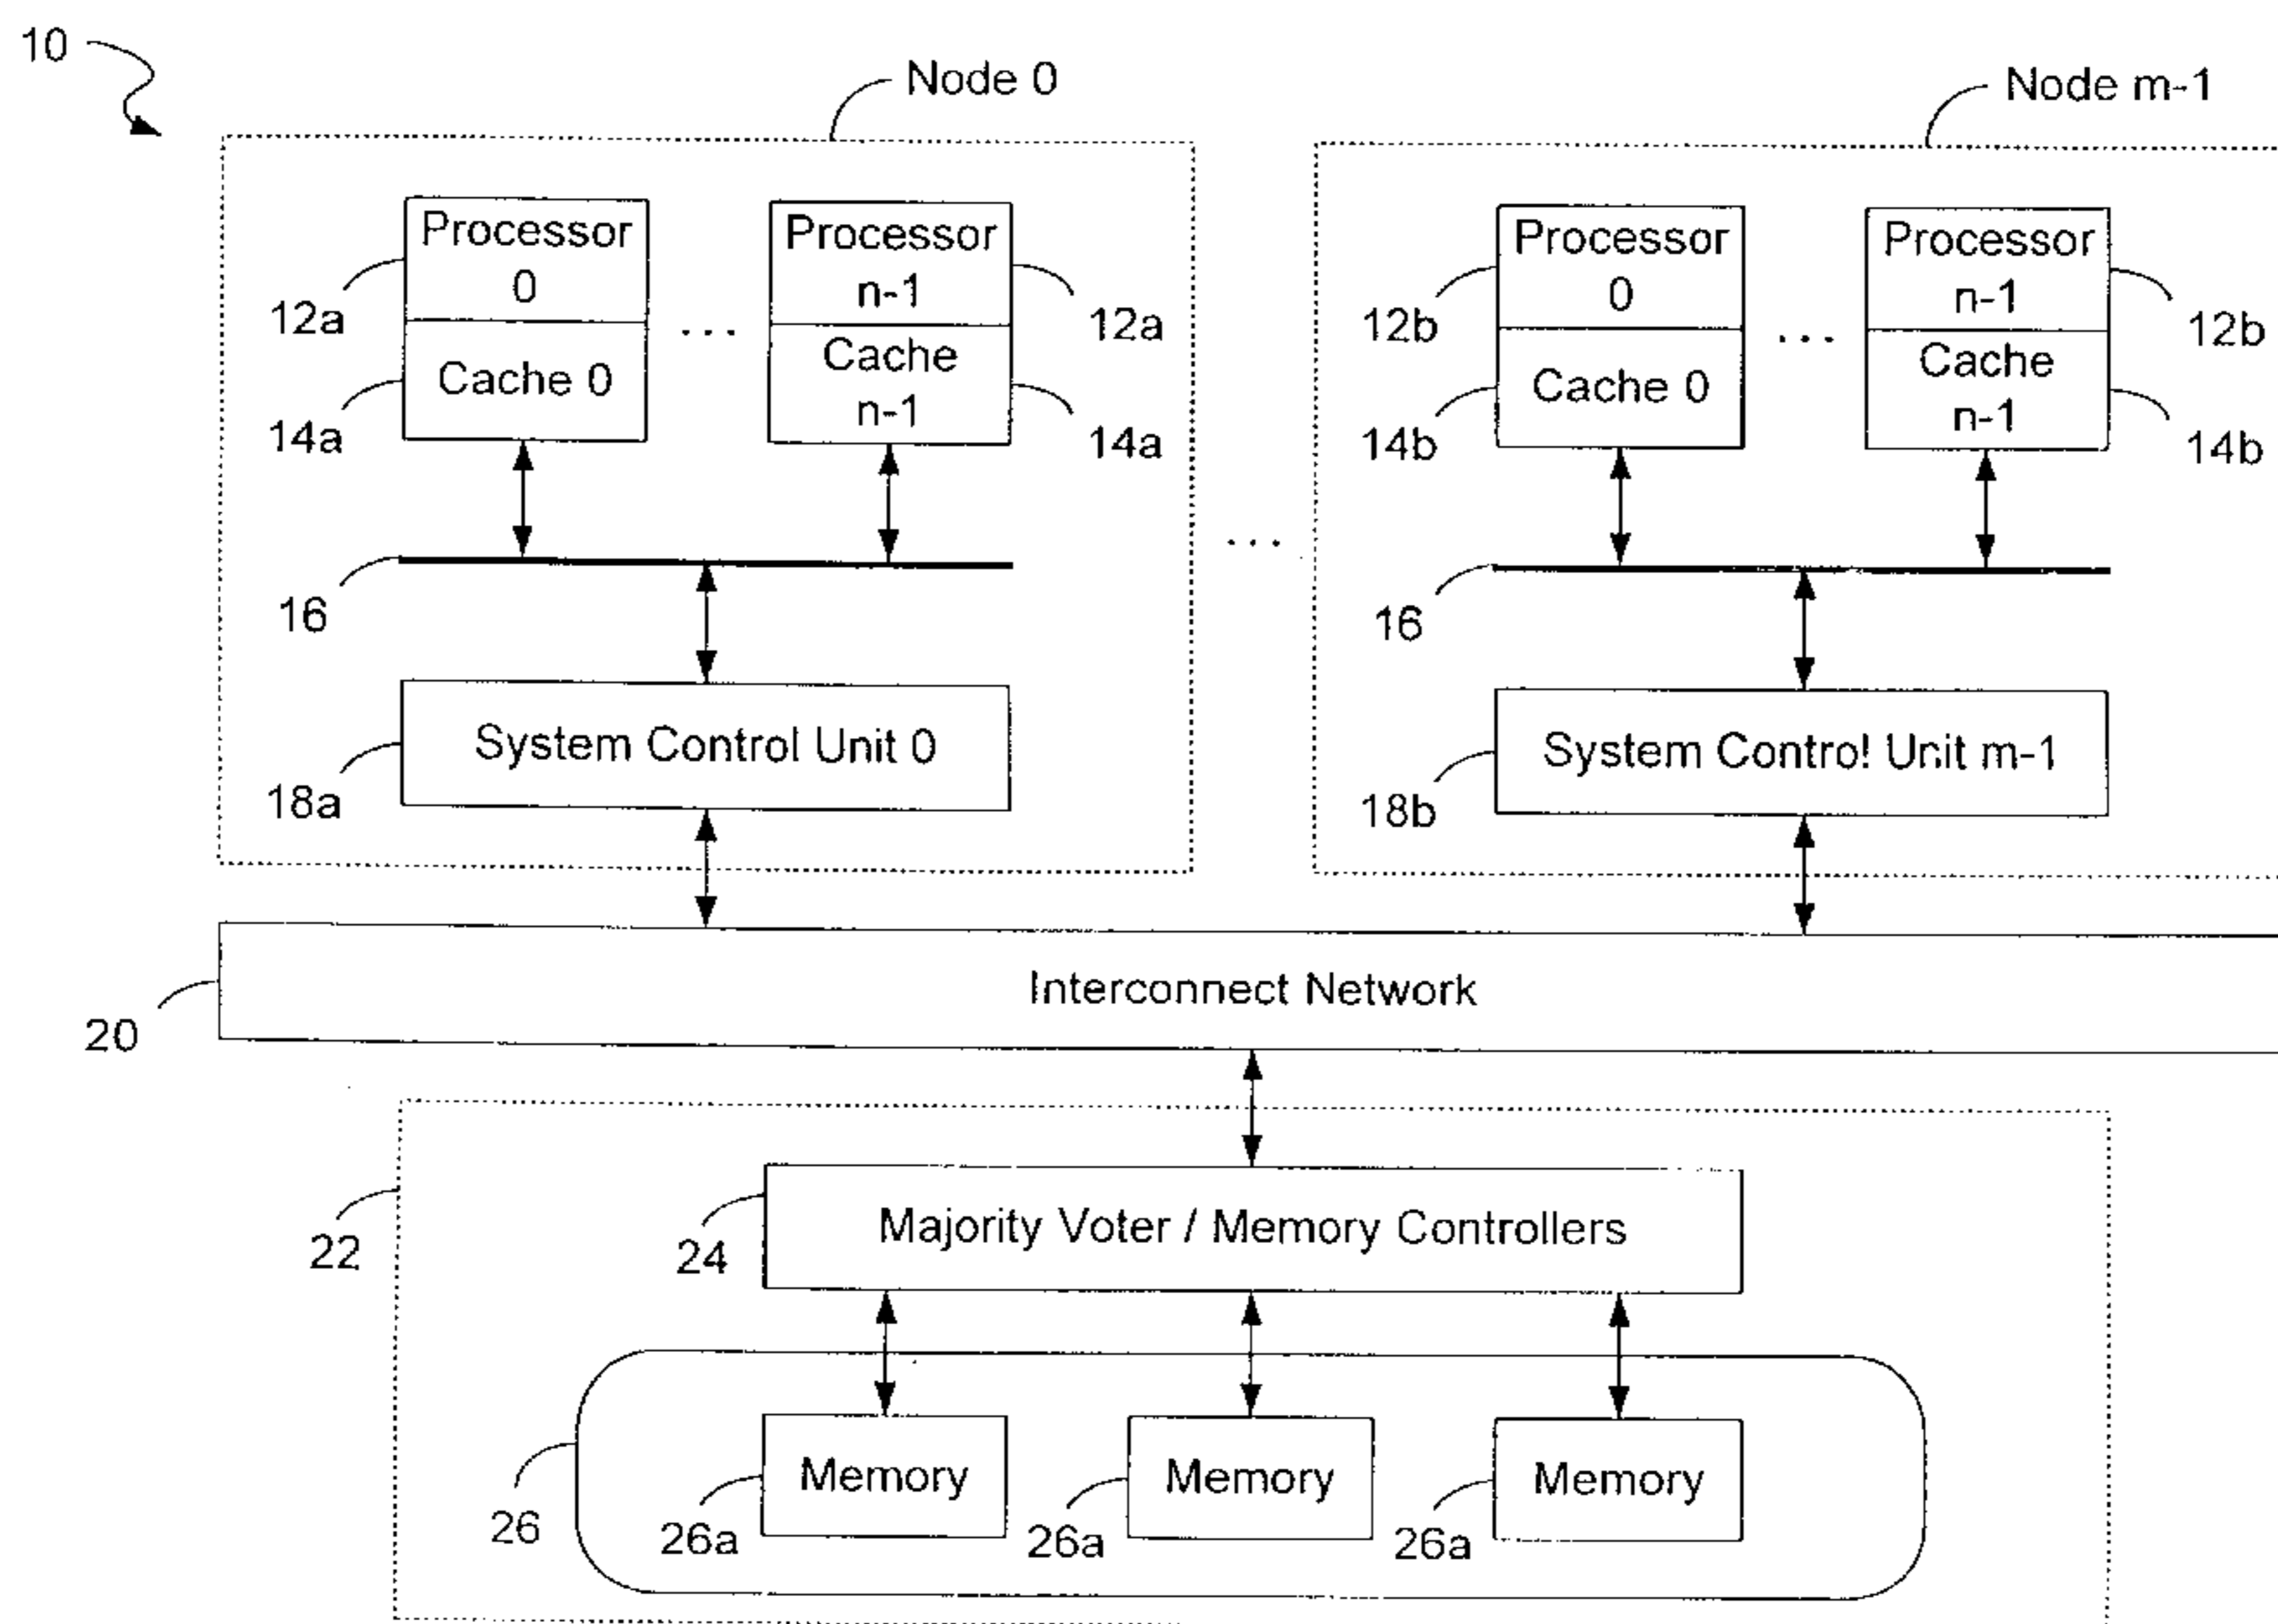 10
Node 0
Node m-1
Processor
0
Processor
n-1
Processor
0
Processor
n-1
12a
12a
12b
12b
Cache 0
Cache
n-1
Cache 0
Cache
n-1
14a
14a
14b
14b
...
...
...
16
16
System Control Unit 0
System Control Unit m-1
18a
18b
Interconnect Network
20
Majority Voter / Memory Controllers
22
24
Memory
Memory
Memory
26
26a
26a
26a